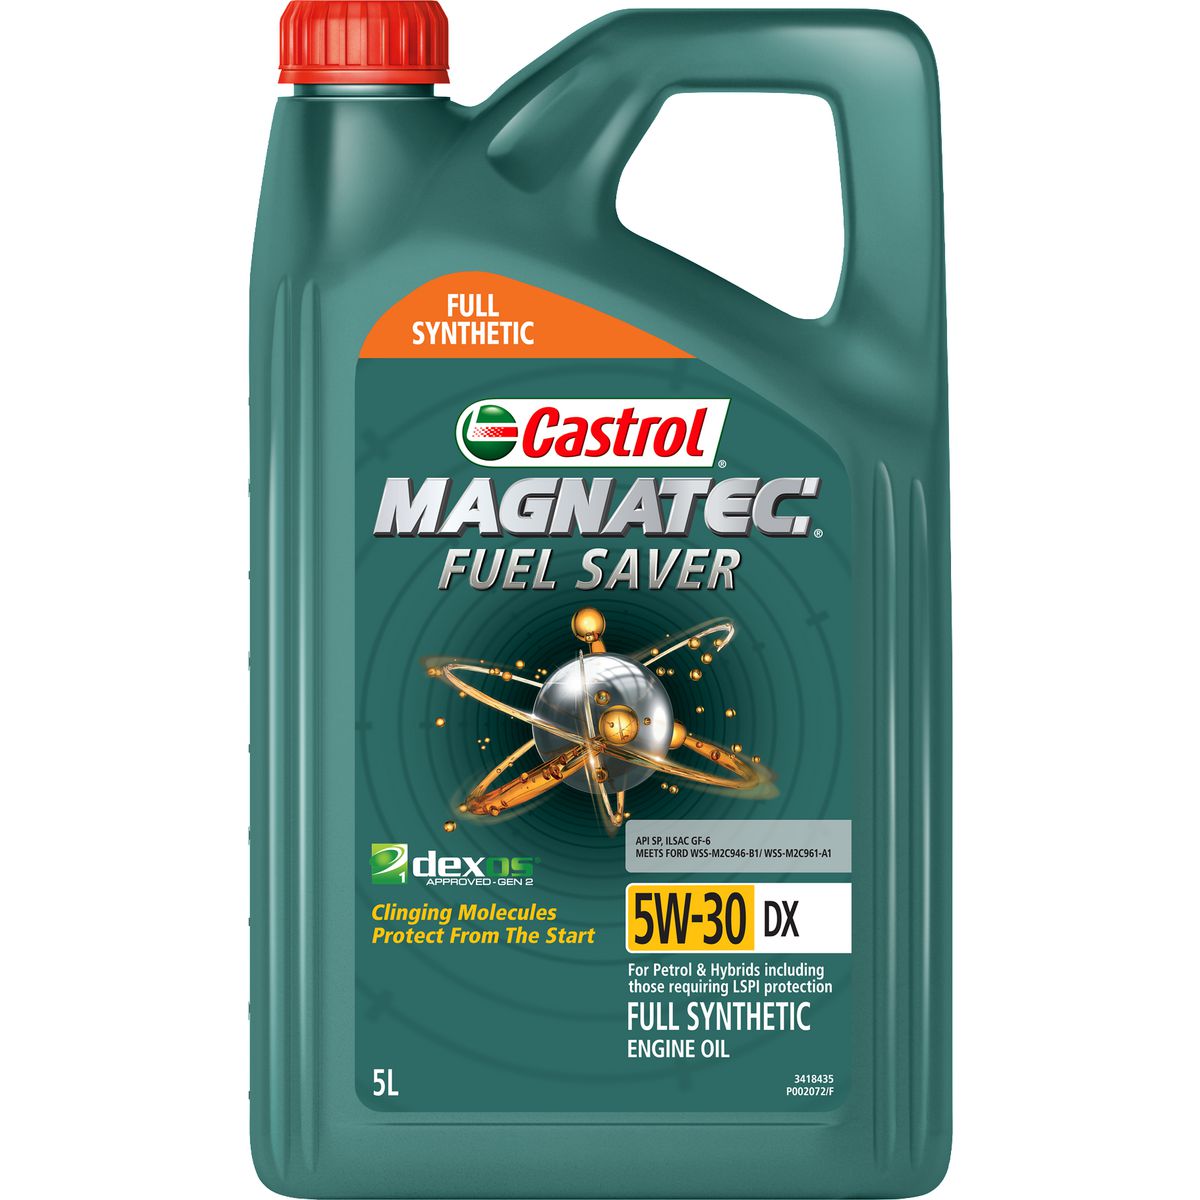 FULL
SYNTHETIC
Castrol®
MAGNATEC®
FUEL SAVER
API SP, ILSAC GF-6
MEETS FORD WSS-M2C946-B1/ WSS-M2C961-A1
1 dexos®
APPROVED-GEN 2
Clinging Molecules
Protect From The Start
5W-30 DX
For Petrol & Hybrids including
those requiring LSPI protection
FULL SYNTHETIC
ENGINE OIL
5L
3418435
P002072/F